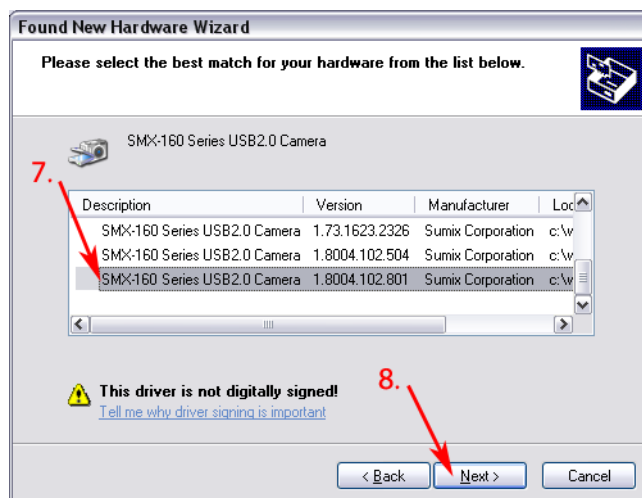 Found New Hardware Wizard
Please select the best match for your hardware from the list below.
SMX-160 Series USB2.0 Camera
7.
Description Version Manufacturer Loc
SMX-160 Series USB2.0 Camera 1.73.1623.2326 Sumix Corporation c:\w
SMX-160 Series USB2.0 Camera 1.8004.102.504 Sumix Corporation c:\w
SMX-160 Series USB2.0 Camera 1.8004.102.801 Sumix Corporation c:\w
This driver is not digitally signed!
8.
Tell me why driver signing is important
< Back Next > Cancel